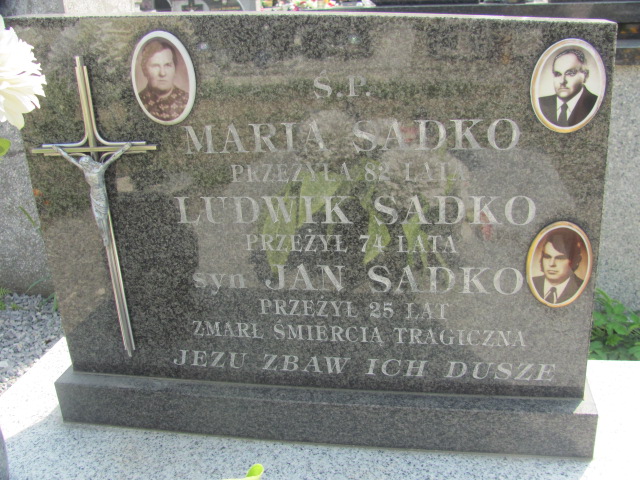 Ś.P.
MARIA SADKO
PRZEŻYŁA 82 LATA
LUDWIK SADKO
PRZEŻYŁ 74 LATA
syn JAN SADKO
PRZEŻYŁ 25 LAT
ZMARŁ ŚMIERCIĄ TRAGICZNĄ
JEZU ZBAW ICH DUSZE